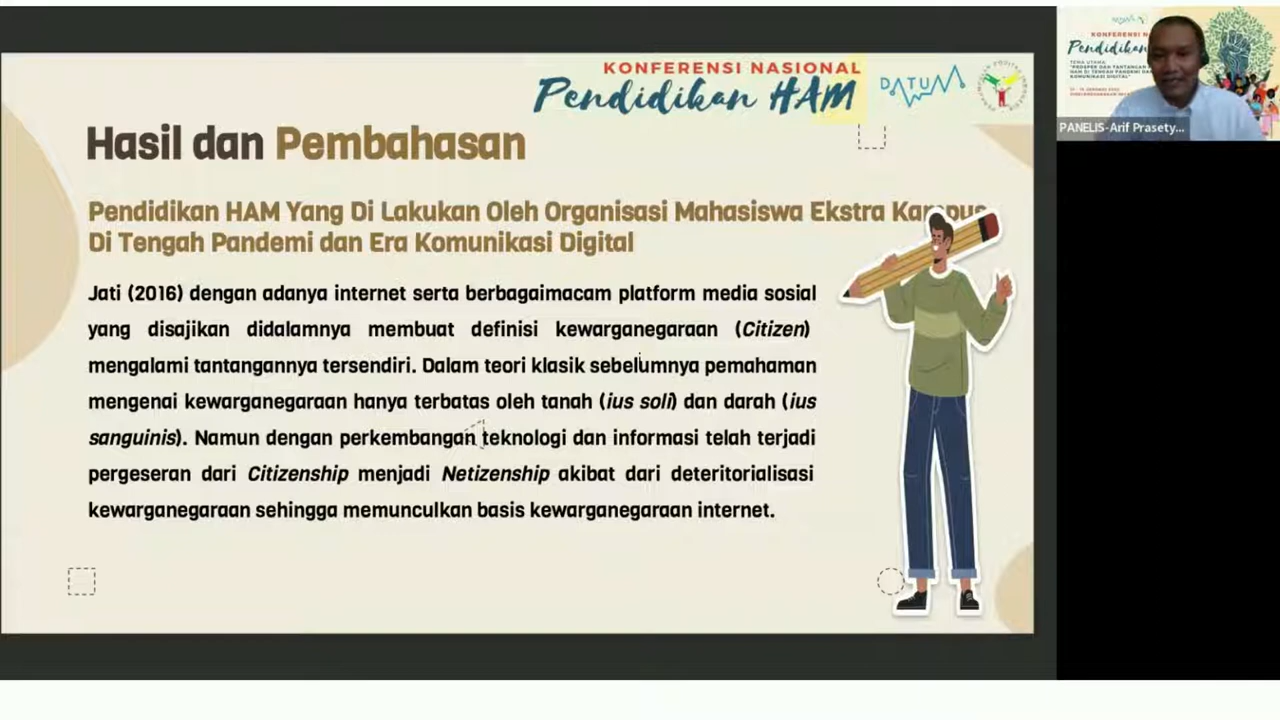 KONFERENSI NASIONAL
Pendidikan HAM
DATUM
Hasil dan Pembahasan
Pendidikan HAM Yang Di Lakukan Oleh Organisasi Mahasiswa Ekstra Kampus
Di Tengah Pandemi dan Era Komunikasi Digital
Jati (2016) dengan adanya internet serta berbagaimacam platform media sosial
yang disajikan didalamnya membuat definisi kewarganegaraan (Citizen)
mengalami tantangannya tersendiri. Dalam teori klasik sebelumnya pemahaman
mengenai kewarganegaraan hanya terbatas oleh tanah (ius soli) dan darah (ius
sanguinis). Namun dengan perkembangan teknologi dan informasi telah terjadi
pergeseran dari Citizenship menjadi Netizenship akibat dari deteritorialisasi
kewarganegaraan sehingga memunculkan basis kewarganegaraan internet.
KONFERENSI N
Pendidikan
TEMA UTAMA:
PANELIS-Arif Prasety...